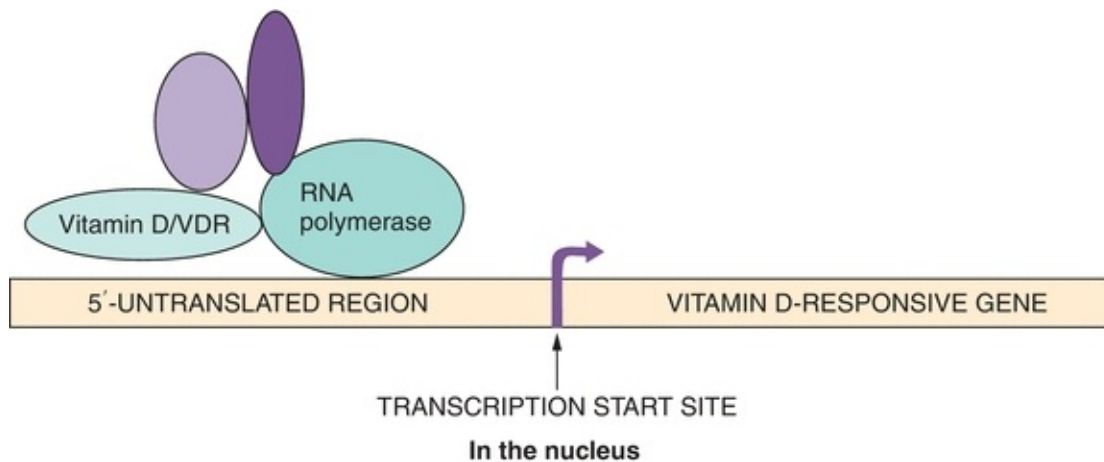 RNA
polymerase
Vitamin D/VDR
5′-UNTRANSLATED REGION
VITAMIN D-RESPONSIVE GENE
TRANSCRIPTION START SITE
In the nucleus